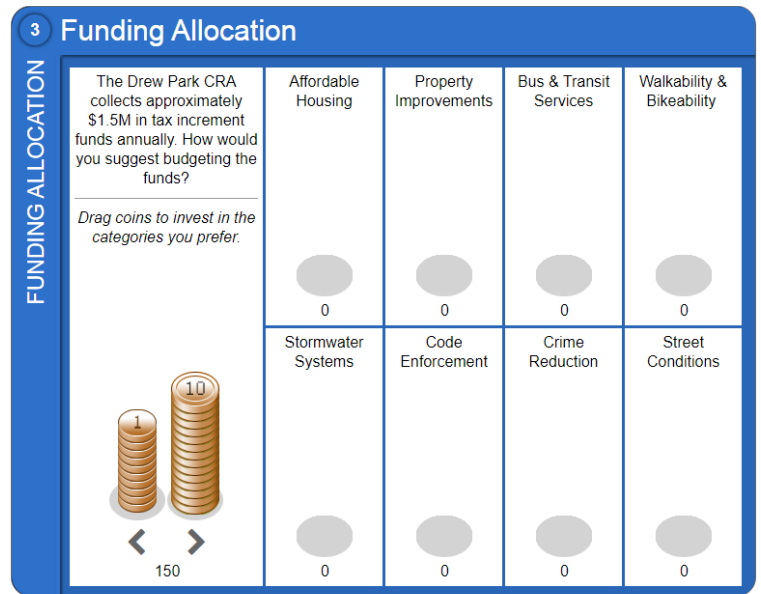 3
Funding Allocation
FUNDING ALLOCATION
The Drew Park CRA
collects approximately
$1.5M in tax increment
funds annually. How would
you suggest budgeting the
funds?
Drag coins to invest in the
categories you prefer.
1
10
150
Affordable
Housing
0
Property
Improvements
0
Bus & Transit
Services
0
Walkability &
Bikeability
0
Stormwater
Systems
0
Code
Enforcement
0
Crime
Reduction
0
Street
Conditions
0